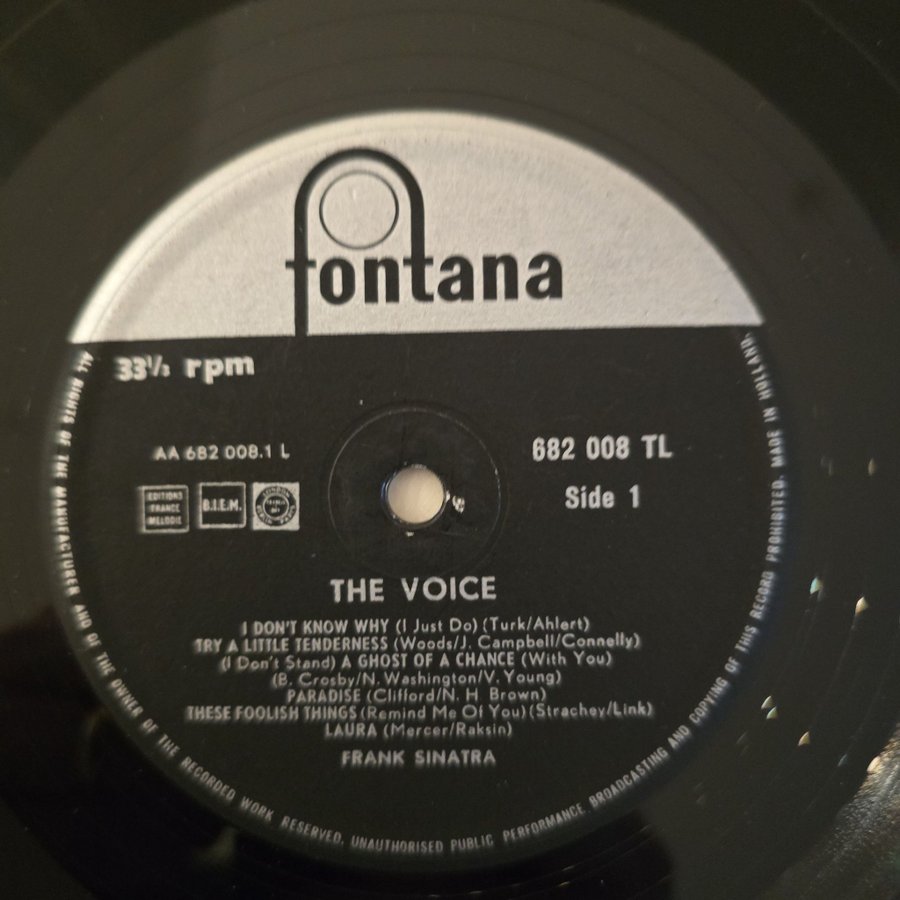 fontana
33⅓ rpm
AA 682 008.1 L
682 008 TL
EDITIONS
FRANCE
MELODIE
B.I.E.M.
Side 1
THE VOICE
I DON'T KNOW WHY (I Just Do) (Turk/Ahlert)
TRY A LITTLE TENDERNESS (Woods/J. Campbell/Connelly)
(I Don't Stand) A GHOST OF A CHANCE (With You)
(B. Crosby/N. Washington/V. Young)
PARADISE (Clifford/N. H. Brown)
THESE FOOLISH THINGS (Remind Me Of You) (Strachey/Link)
LAURA (Mercer/Raksin)
FRANK SINATRA
ALL RIGHTS OF THE MANUFACTURER AND OF THE OWNER OF THE RECORDED WORK RESERVED. UNAUTHORISED PUBLIC PERFORMANCE, BROADCASTING AND COPYING OF THIS RECORD PROHIBITED. MADE IN HOLLAND.